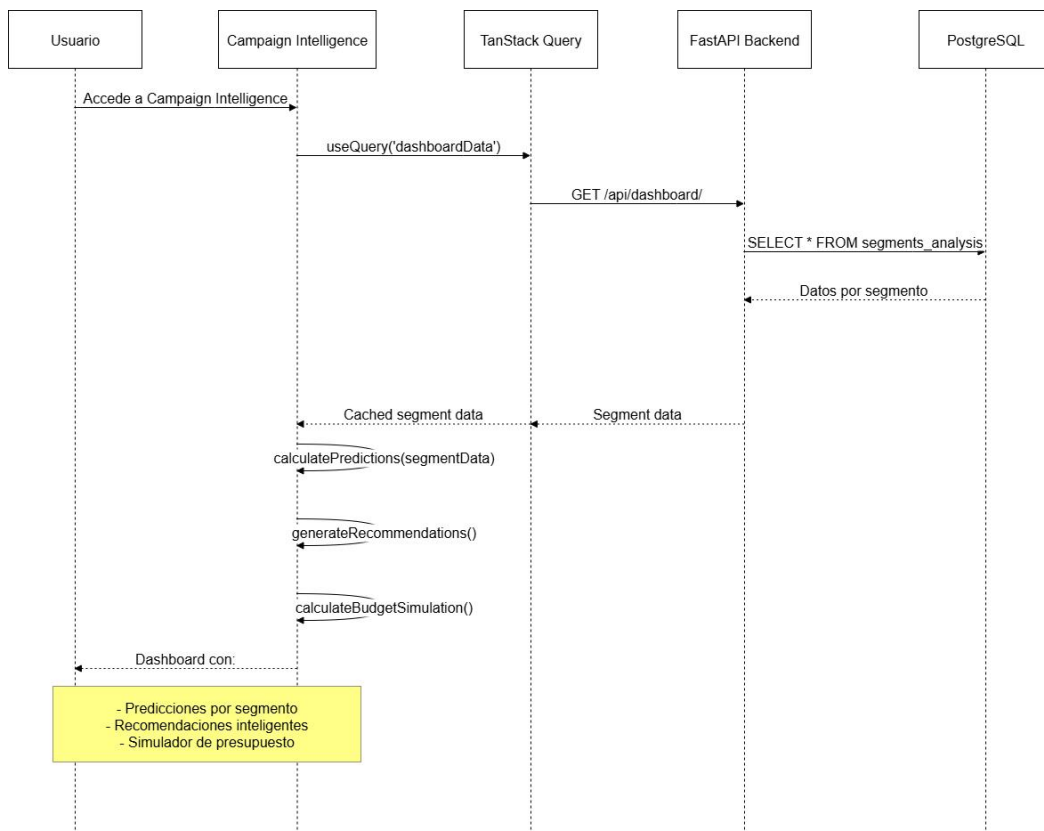 Usuario
Campaign Intelligence
TanStack Query
FastAPI Backend
PostgreSQL
Accede a Campaign Intelligence
useQuery('dashboardData')
GET /api/dashboard/
SELECT * FROM segments_analysis
Datos por segmento
Cached segment data
Segment data
calculatePredictions(segmentData)
generateRecommendations()
calculateBudgetSimulation()
Dashboard con:
- Predicciones por segmento
- Recomendaciones inteligentes
- Simulador de presupuesto